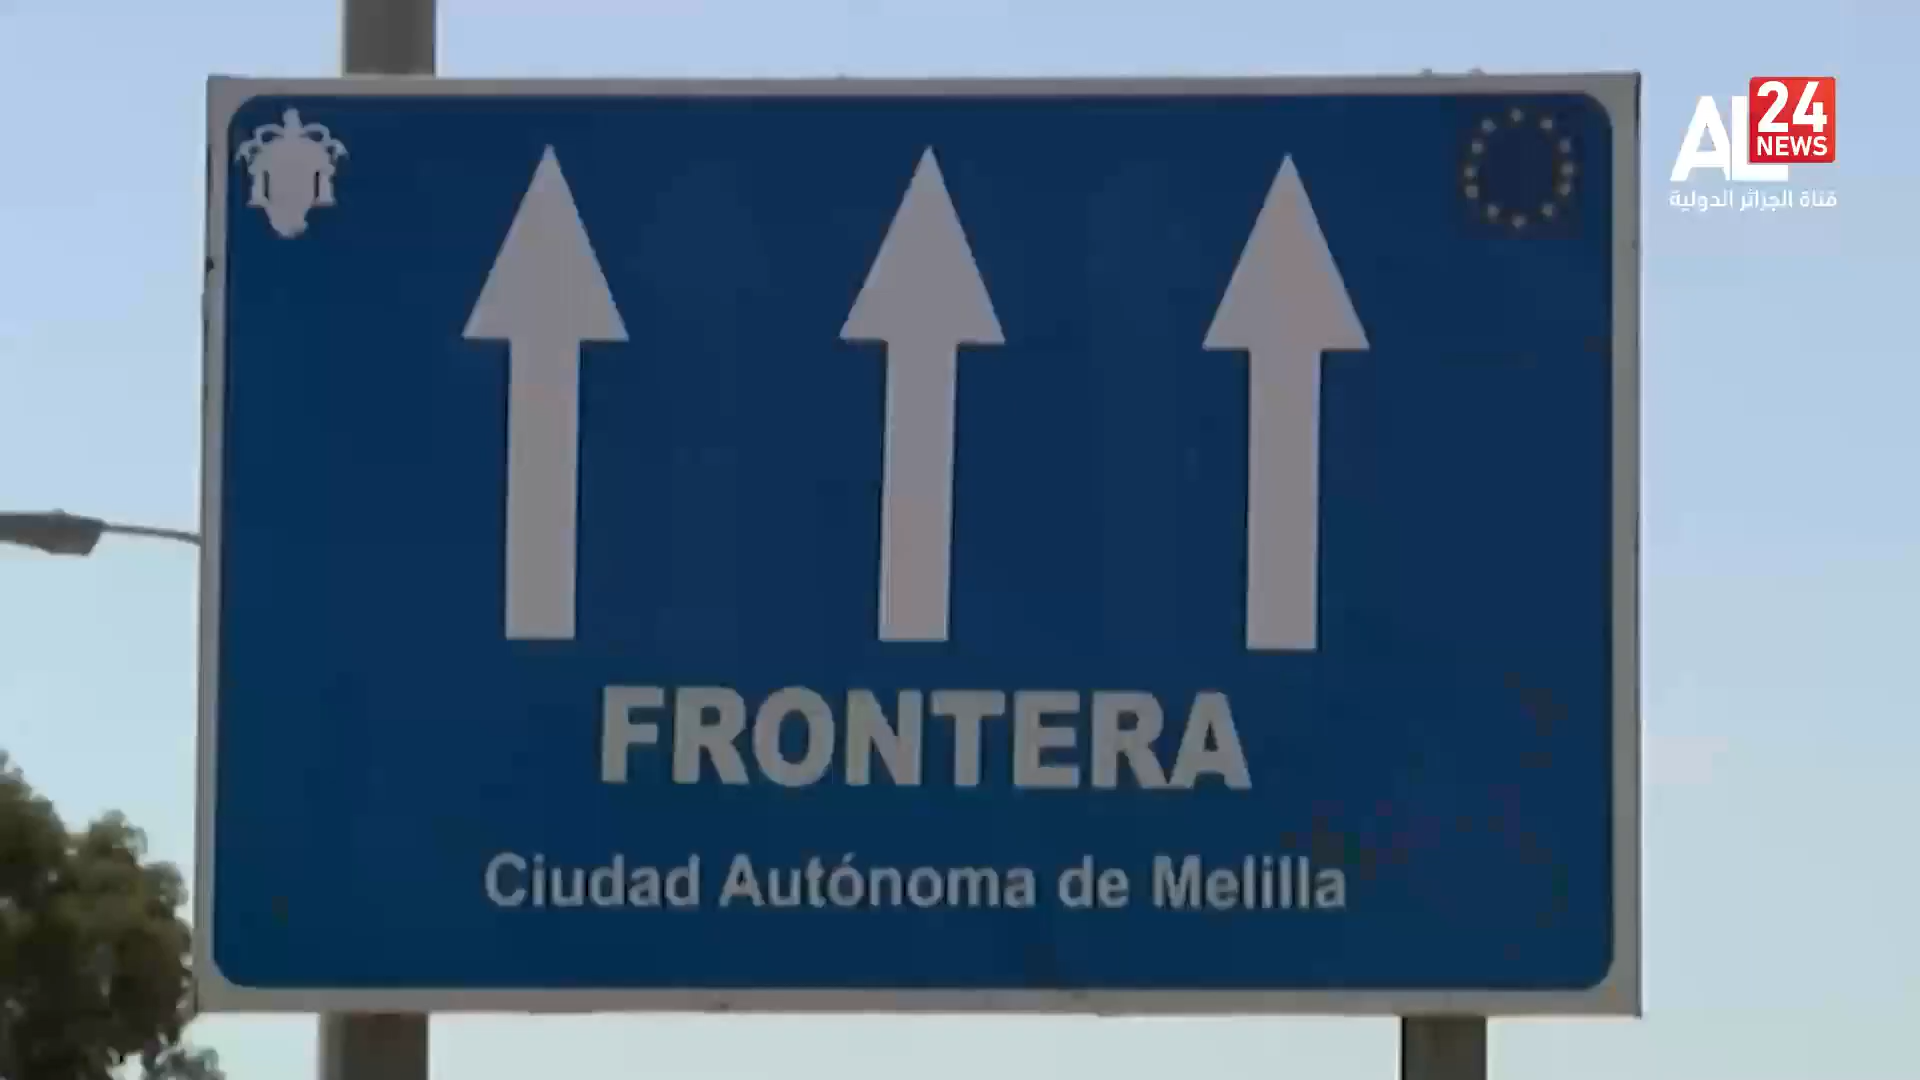 AL
24
NEWS
قناة الجزائر الدولية
FRONTERA
Ciudad Autónoma de Melilla